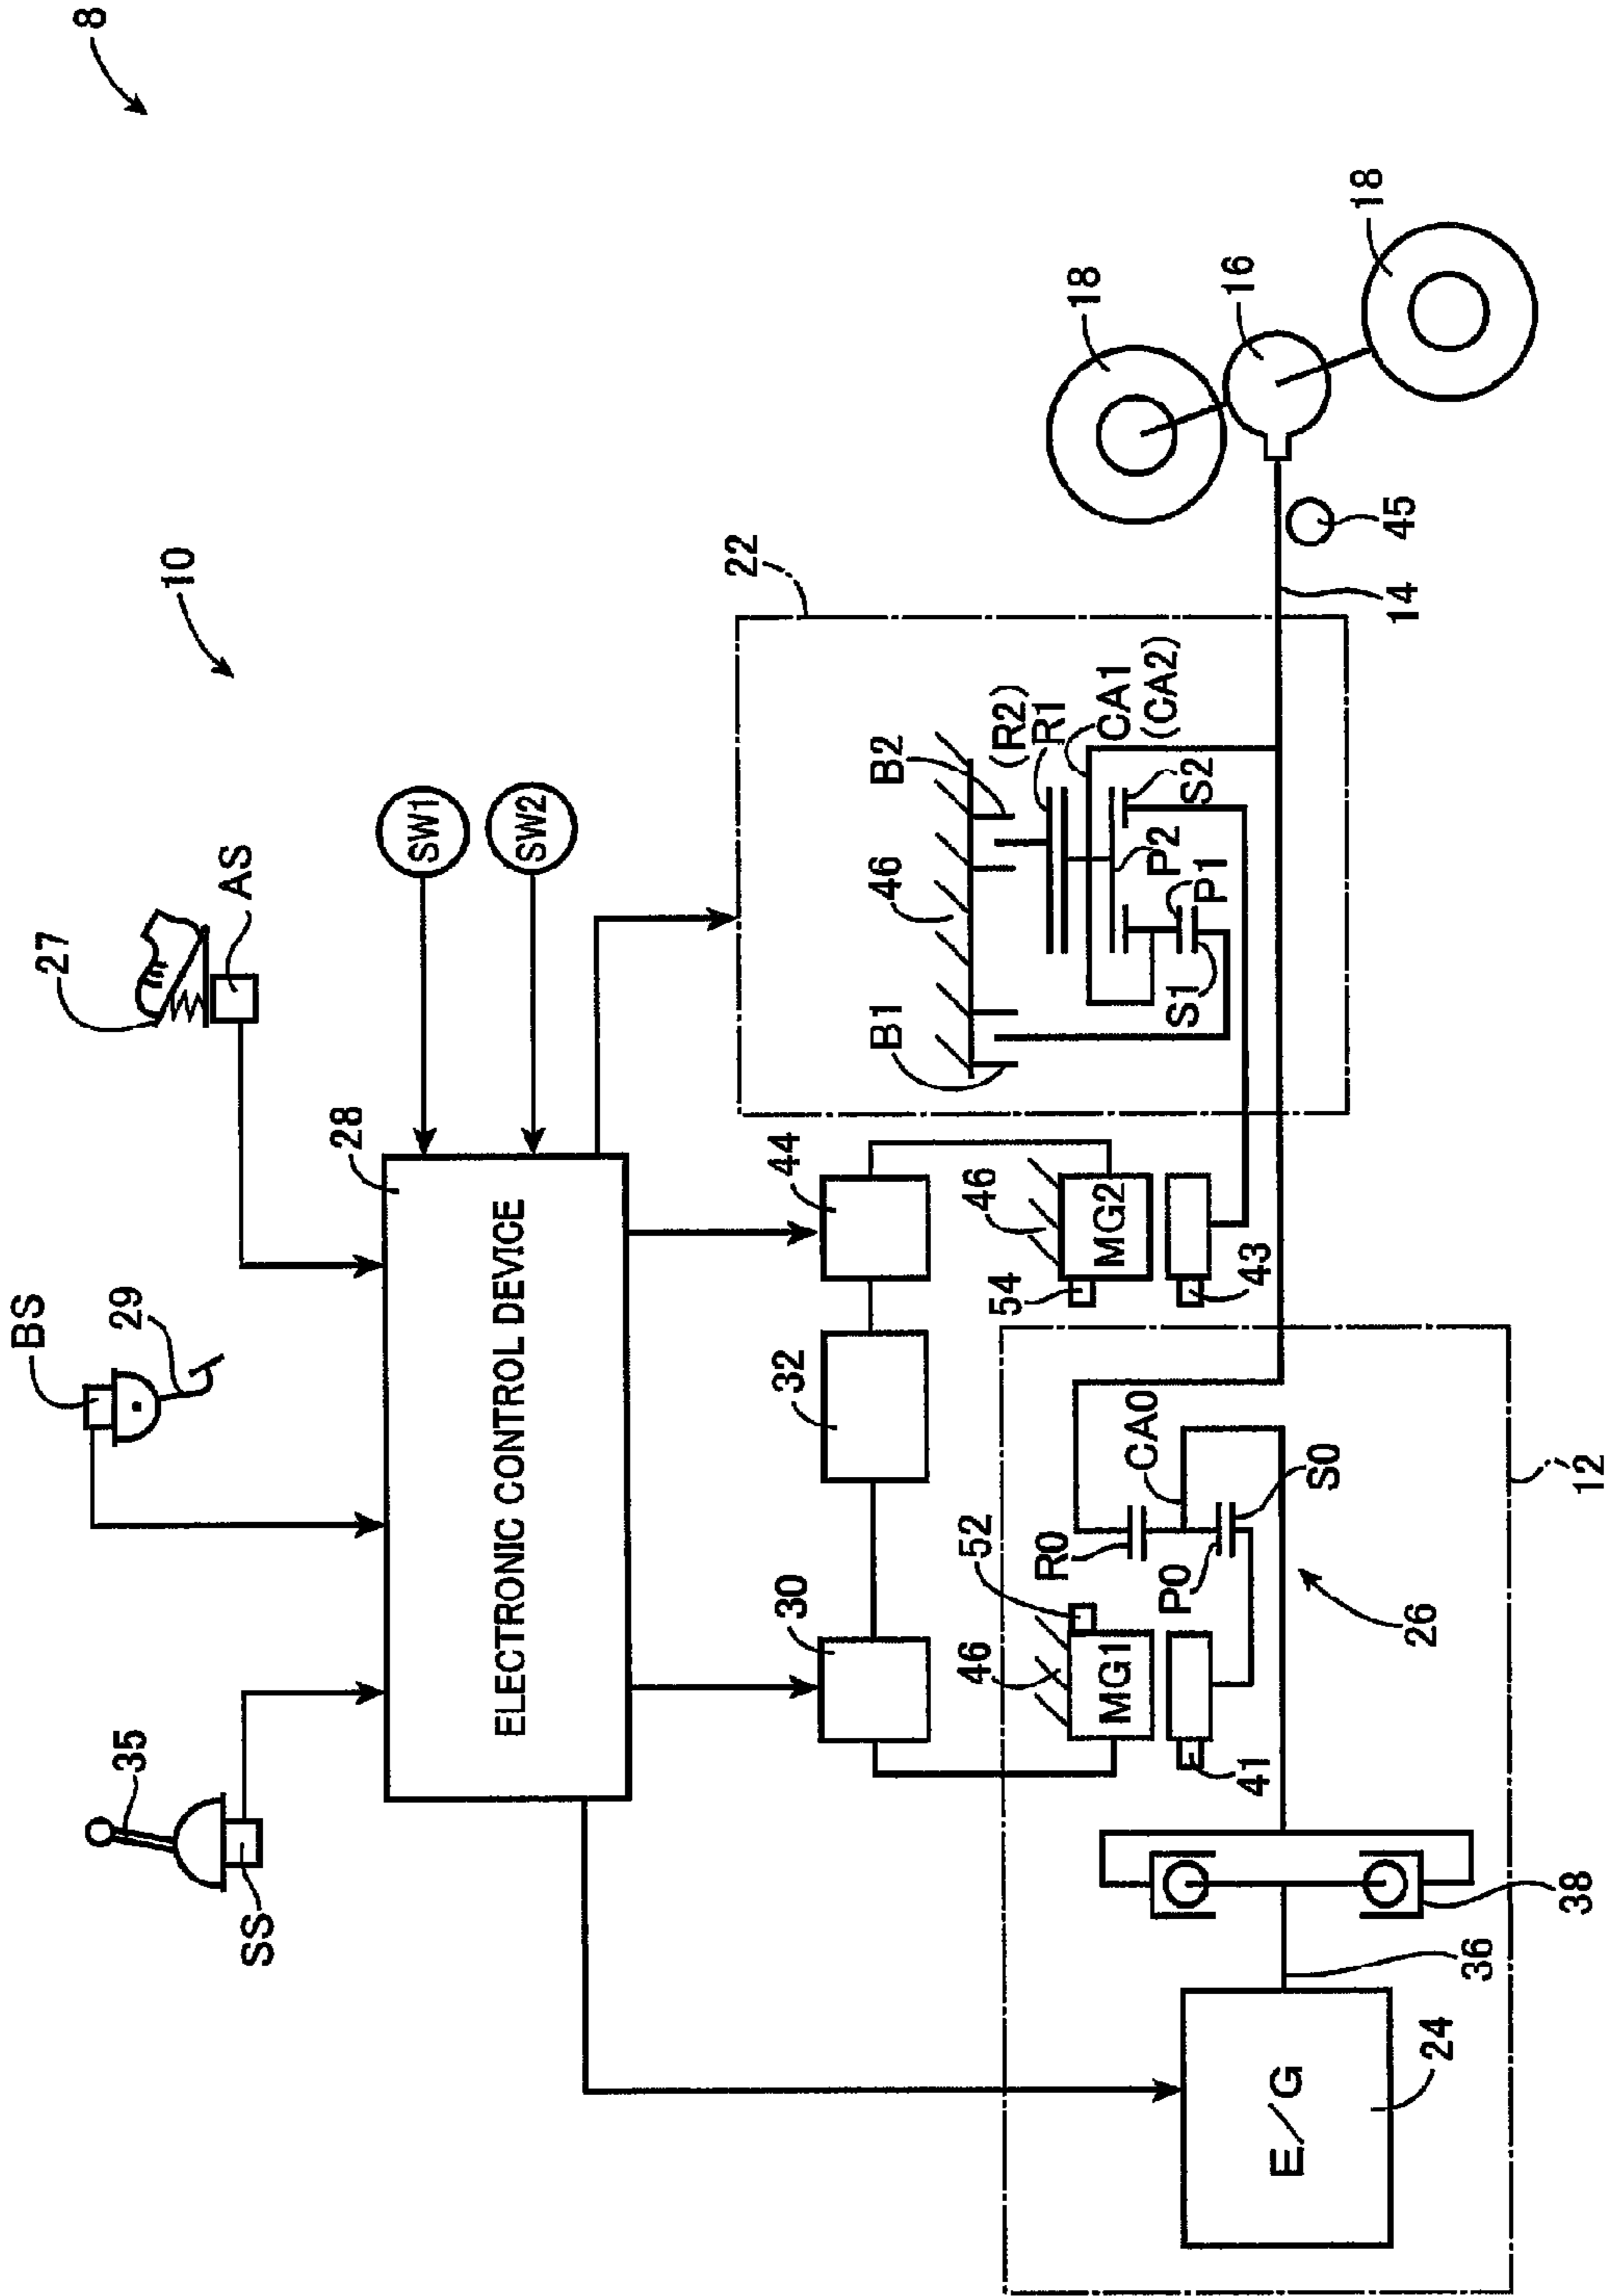 8
10
35
SS
BS
29
27
AS
SW1
SW2
28
ELECTRONIC CONTROL DEVICE
30
32
44
22
46
B1
B2
(R2)
R1
CA1
(CA2)
P2
S2
P1
S1
46
MG2
54
43
46
MG1
52
41
R0
CA0
P0
S0
26
12
E/G
24
36
38
14
45
16
18
18